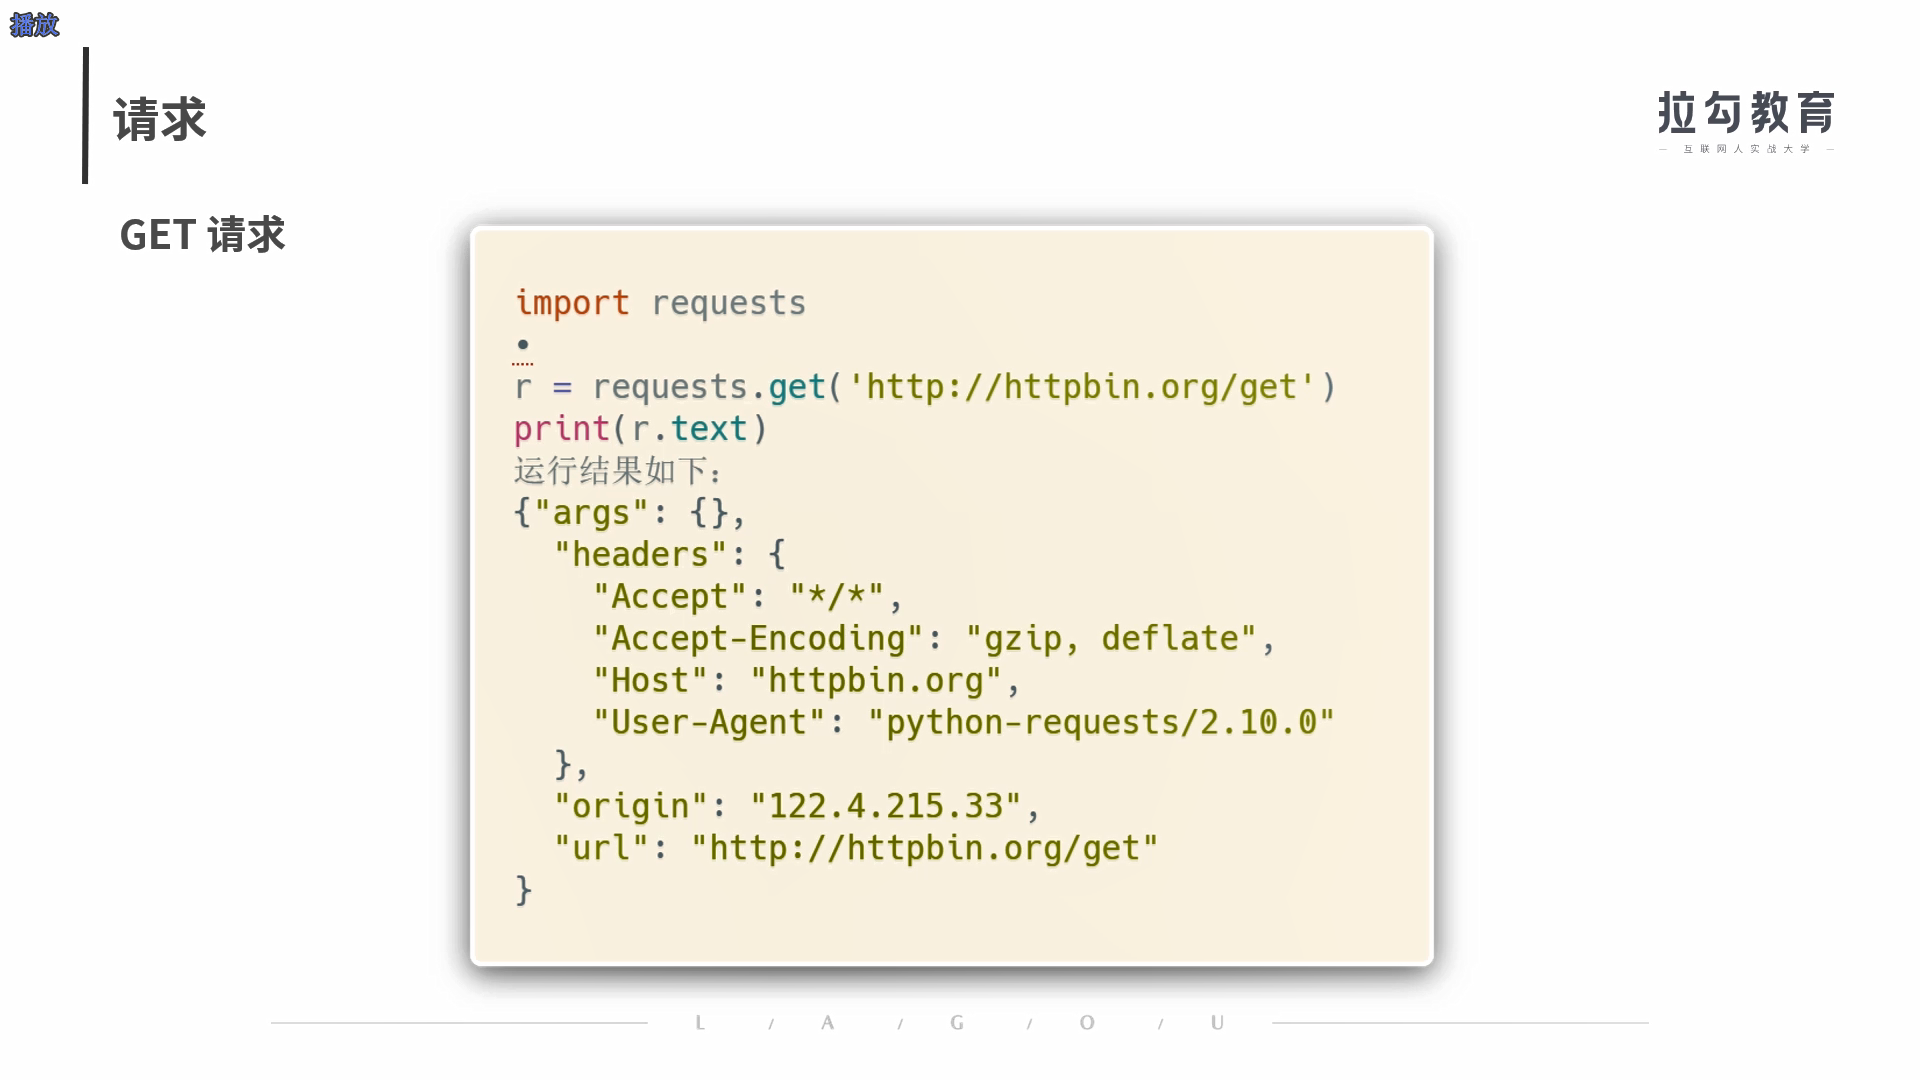 播放
请求
拉勾教育
— 互联网人实战大学 —
GET 请求
import requests
•
r = requests.get('http://httpbin.org/get')
print(r.text)
运行结果如下：
{"args": {},
  "headers": {
    "Accept": "*/*",
    "Accept-Encoding": "gzip, deflate",
    "Host": "httpbin.org",
    "User-Agent": "python-requests/2.10.0"
  },
  "origin": "122.4.215.33",
  "url": "http://httpbin.org/get"
}
L / A / G / O / U